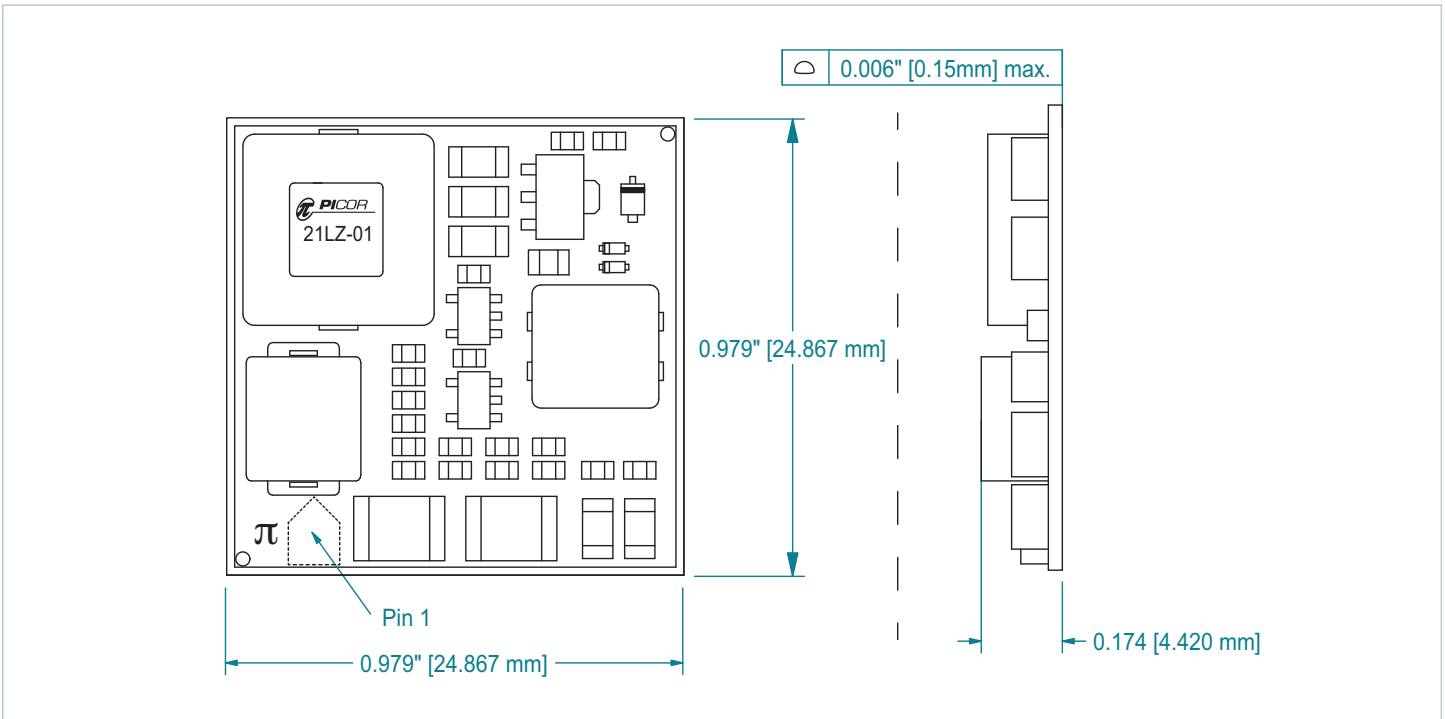 0.006" [0.15mm] max.
PICOR
21LZ-01
0.979" [24.867 mm]
π
Pin 1
0.979" [24.867 mm]
0.174 [4.420 mm]